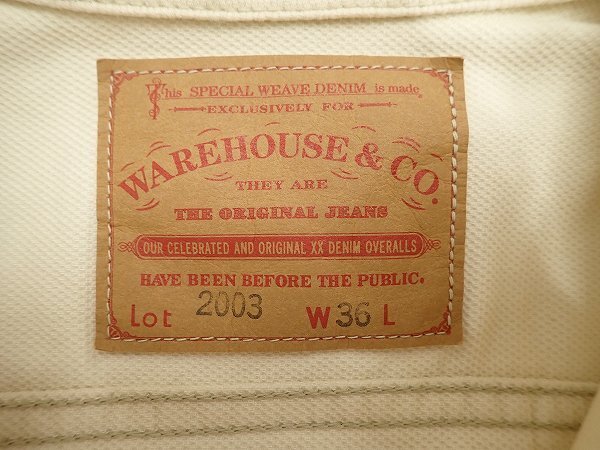 This SPECIAL WEAVE DENIM is made
EXCLUSIVELY FOR
WAREHOUSE & CO.
THEY ARE
THE ORIGINAL JEANS
OUR CELEBRATED AND ORIGINAL XX DENIM OVERALLS
HAVE BEEN BEFORE THE PUBLIC.
Lot 2003 W 36 L